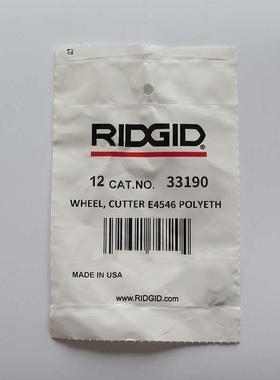 RIDGID®
12 CAT.NO. 33190
WHEEL, CUTTER E4546 POLYETH
MADE IN USA
www.RIDGID.com